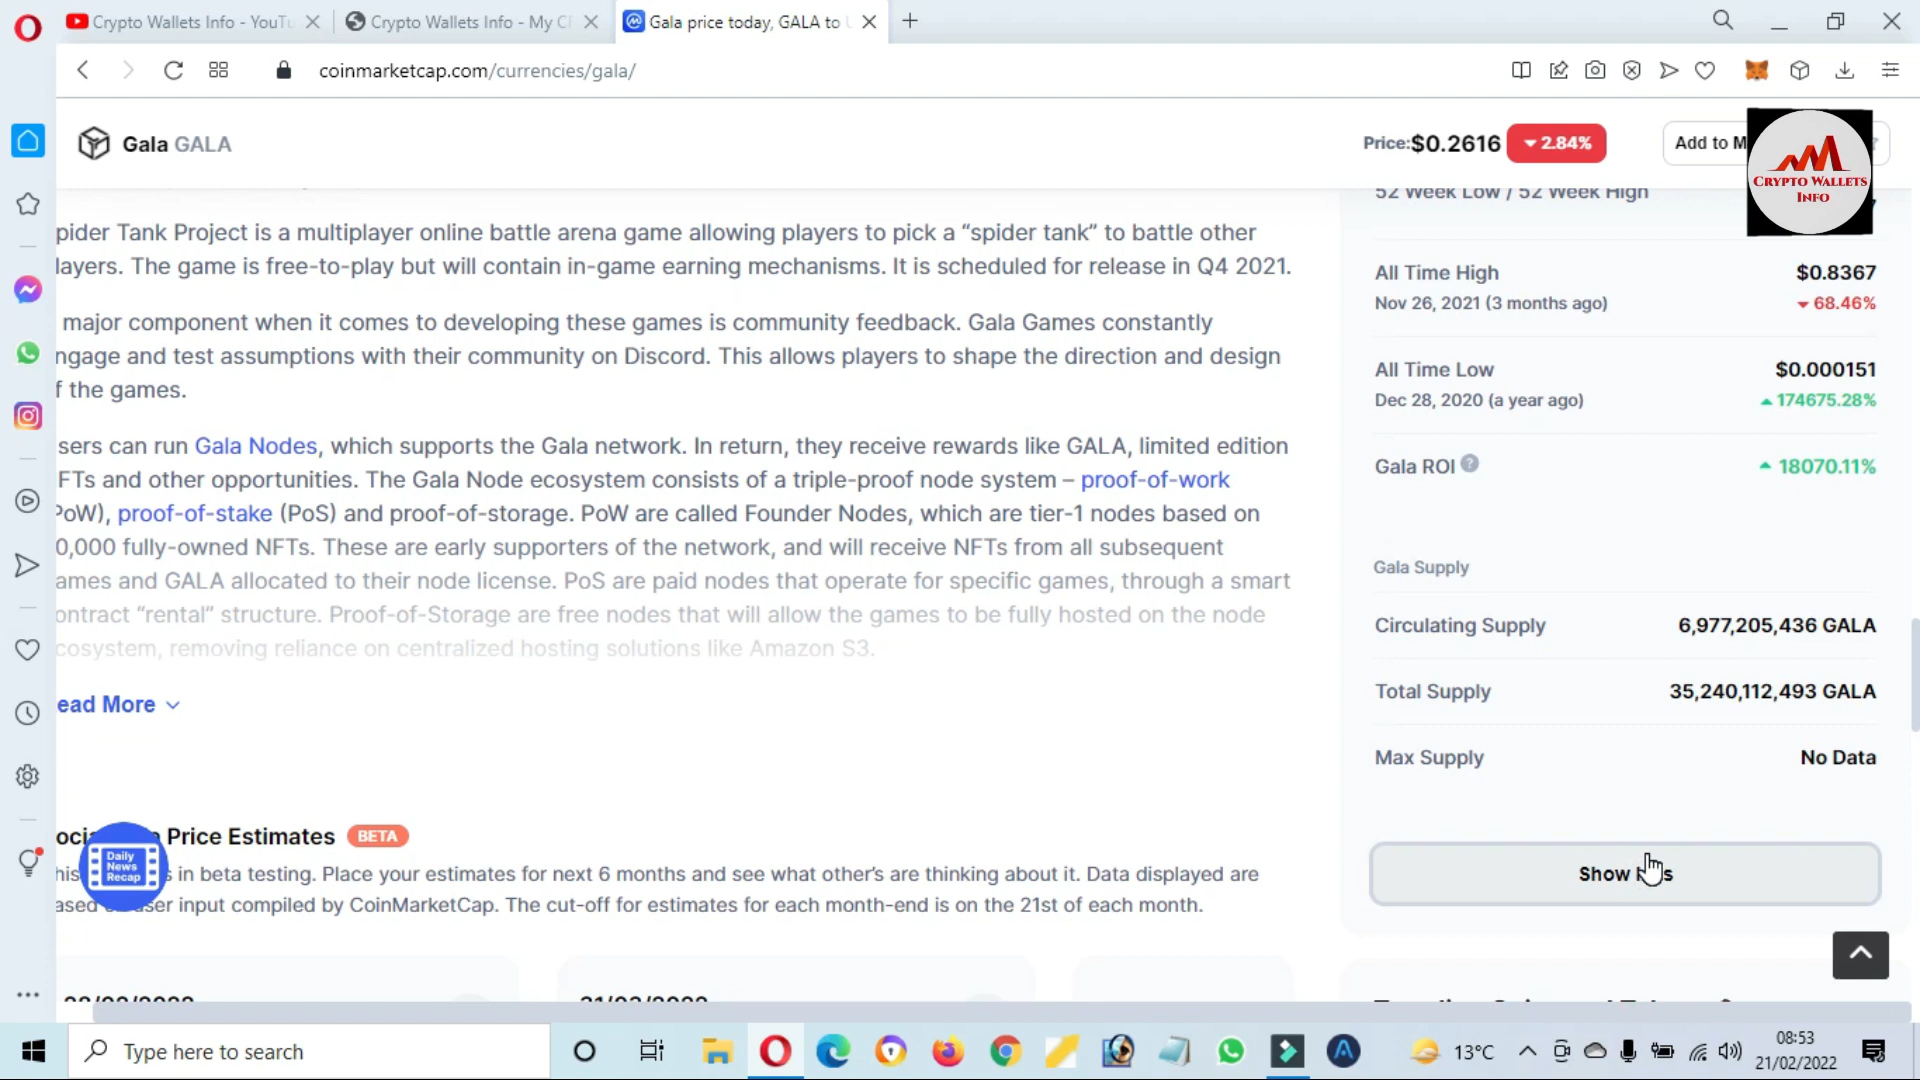 Crypto Wallets Info - YouTu
Crypto Wallets Info - My C
Gala price today, GALA to U
coinmarketcap.com/currencies/gala/
Gala GALA
Price:$0.2616
2.84%
Add to M
CRYPTO WALLETS
INFO
52 Week Low / 52 Week High
pider Tank Project is a multiplayer online battle arena game allowing players to pick a “spider tank” to battle other
layers. The game is free-to-play but will contain in-game earning mechanisms. It is scheduled for release in Q4 2021.
major component when it comes to developing these games is community feedback. Gala Games constantly
ngage and test assumptions with their community on Discord. This allows players to shape the direction and design
f the games.
sers can run Gala Nodes, which supports the Gala network. In return, they receive rewards like GALA, limited edition
FTs and other opportunities. The Gala Node ecosystem consists of a triple-proof node system – proof-of-work
PoW), proof-of-stake (PoS) and proof-of-storage. PoW are called Founder Nodes, which are tier-1 nodes based on
0,000 fully-owned NFTs. These are early supporters of the network, and will receive NFTs from all subsequent
ames and GALA allocated to their node license. PoS are paid nodes that operate for specific games, through a smart
ontract “rental” structure. Proof-of-Storage are free nodes that will allow the games to be fully hosted on the node
cosystem, removing reliance on centralized hosting solutions like Amazon S3.
ead More
All Time High
$0.8367
Nov 26, 2021 (3 months ago)
68.46%
All Time Low
$0.000151
Dec 28, 2020 (a year ago)
174675.28%
Gala ROI
18070.11%
Gala Supply
Circulating Supply
6,977,205,436 GALA
Total Supply
35,240,112,493 GALA
Max Supply
No Data
Show
Price Estimates
BETA
Daily
News
Recap
his
s in beta testing. Place your estimates for next 6 months and see what other's are thinking about it. Data displayed are
ased
user input compiled by CoinMarketCap. The cut-off for estimates for each month-end is on the 21st of each month.
Type here to search
13°C
08:53
21/02/2022